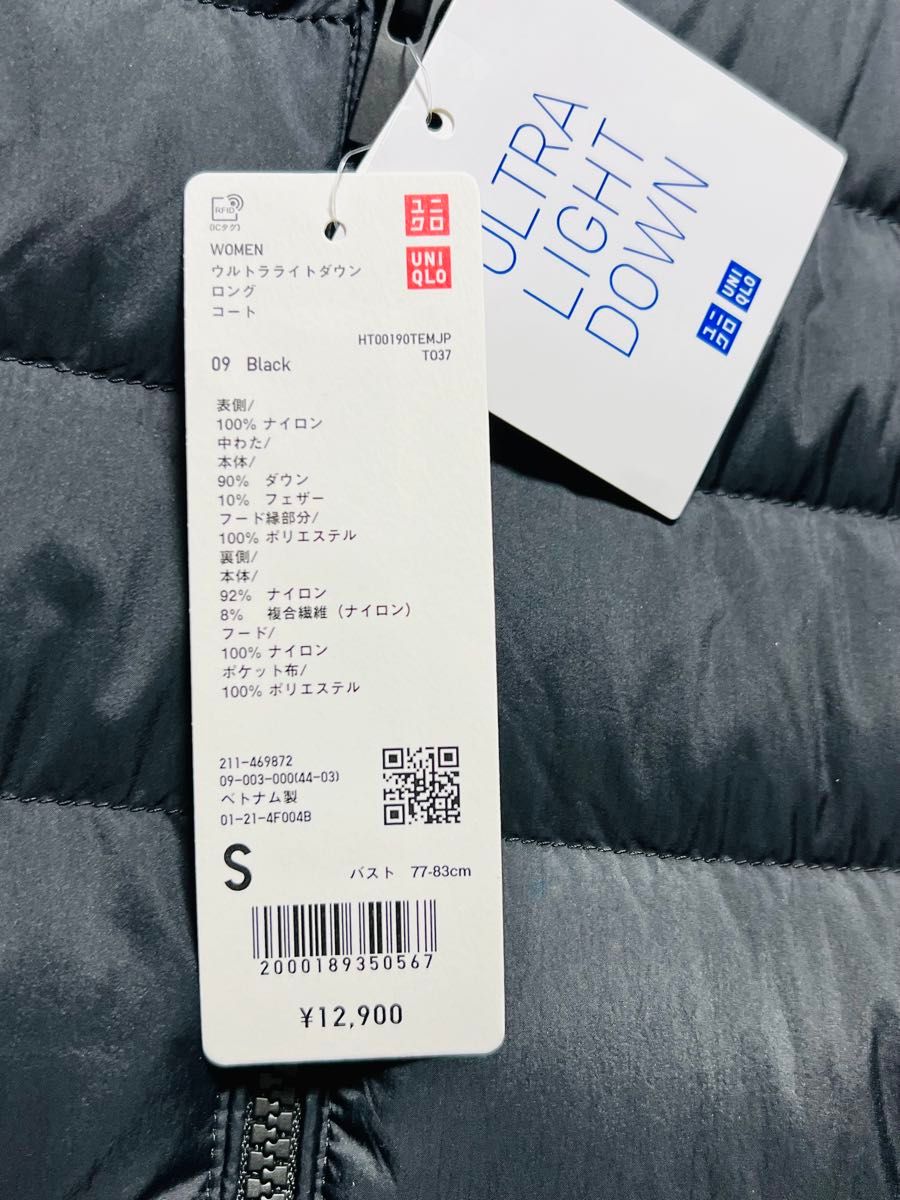 RFID
(ICタグ)
ユニ
クロ
UNI
QLO
WOMEN
ウルトラライトダウン
ロング
コート
HT00190TEMJP
T037
09 Black
表側/
100% ナイロン
中わた/
本体/
90% ダウン
10% フェザー
フード縁部分/
100% ポリエステル
裏側/
本体/
92% ナイロン
8% 複合繊維(ナイロン)
フード/
100% ナイロン
ポケット布/
100% ポリエステル
211-469872
09-003-000(44-03)
ベトナム製
01-21-4F004B
S
バスト 77-83cm
2000189350567
¥12,900
ULTRA
LIGHT
DOWN
ユニ
クロ
UNI
QLO